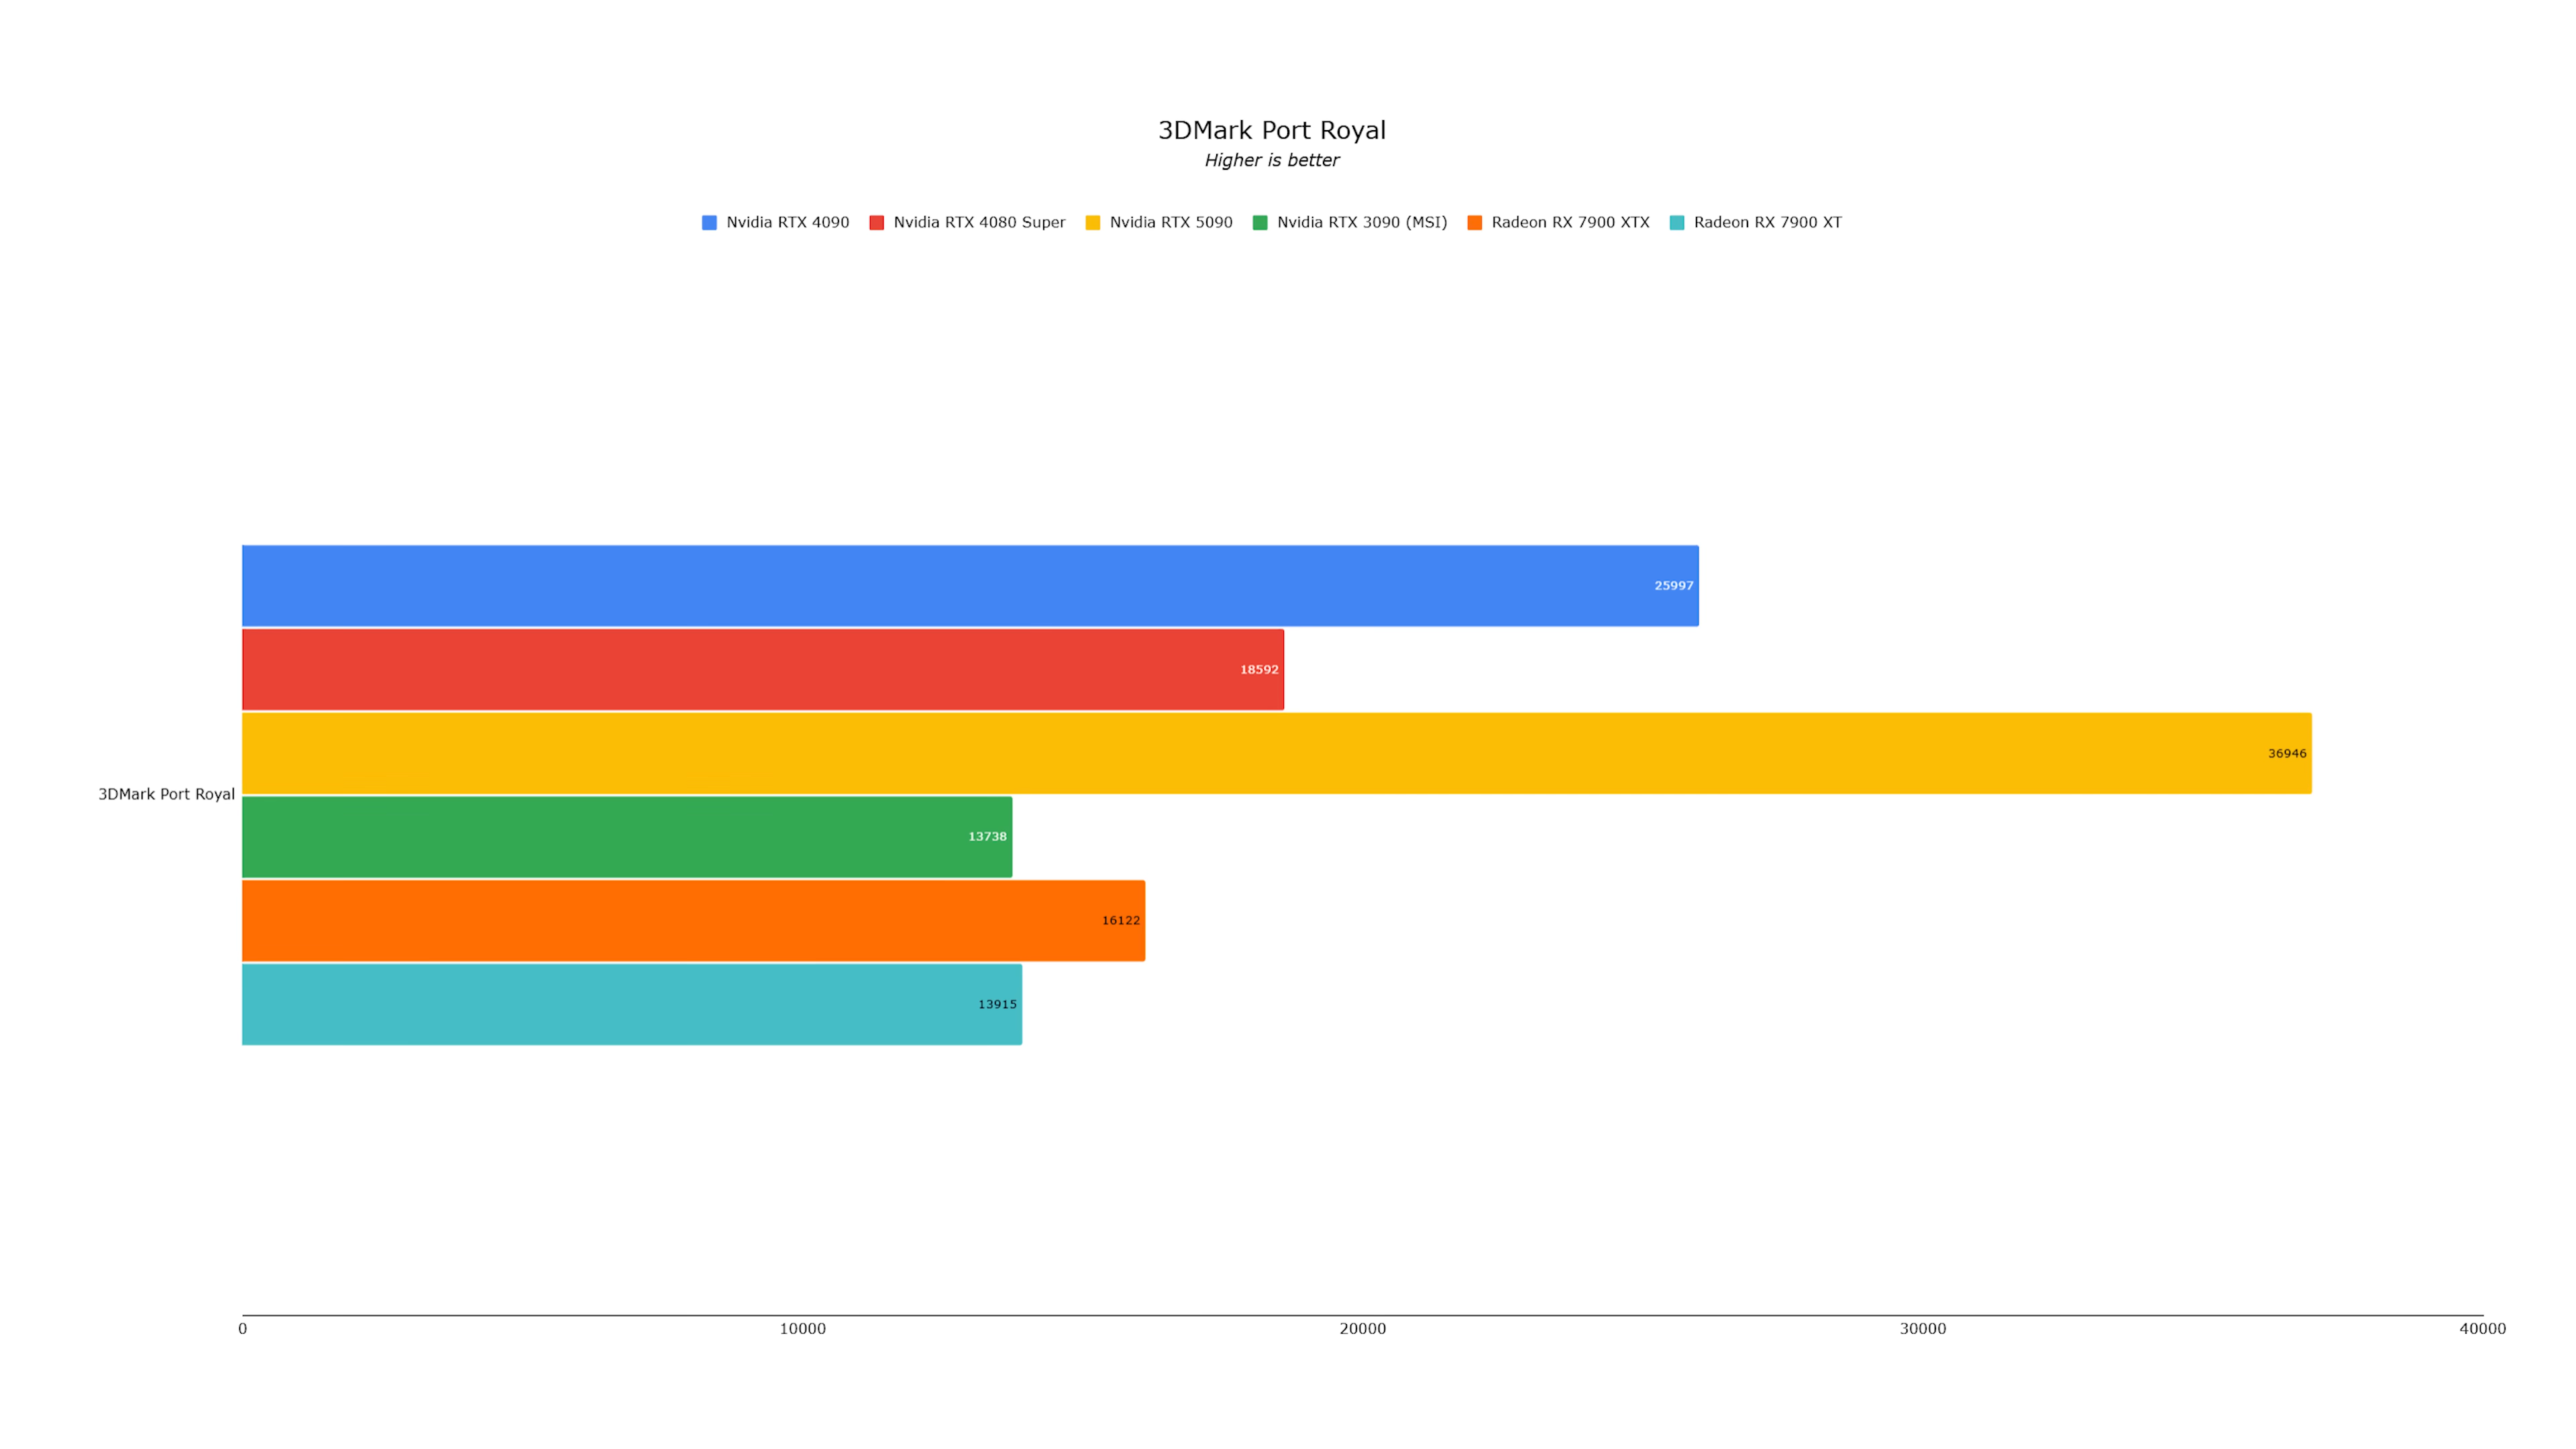 3DMark Port Royal
Higher is better
Nvidia RTX 4090 Nvidia RTX 4080 Super Nvidia RTX 5090 Nvidia RTX 3090 (MSI) Radeon RX 7900 XTX Radeon RX 7900 XT
25997
18592
36946
3DMark Port Royal
13738
16122
13915
0 10000 20000 30000 40000